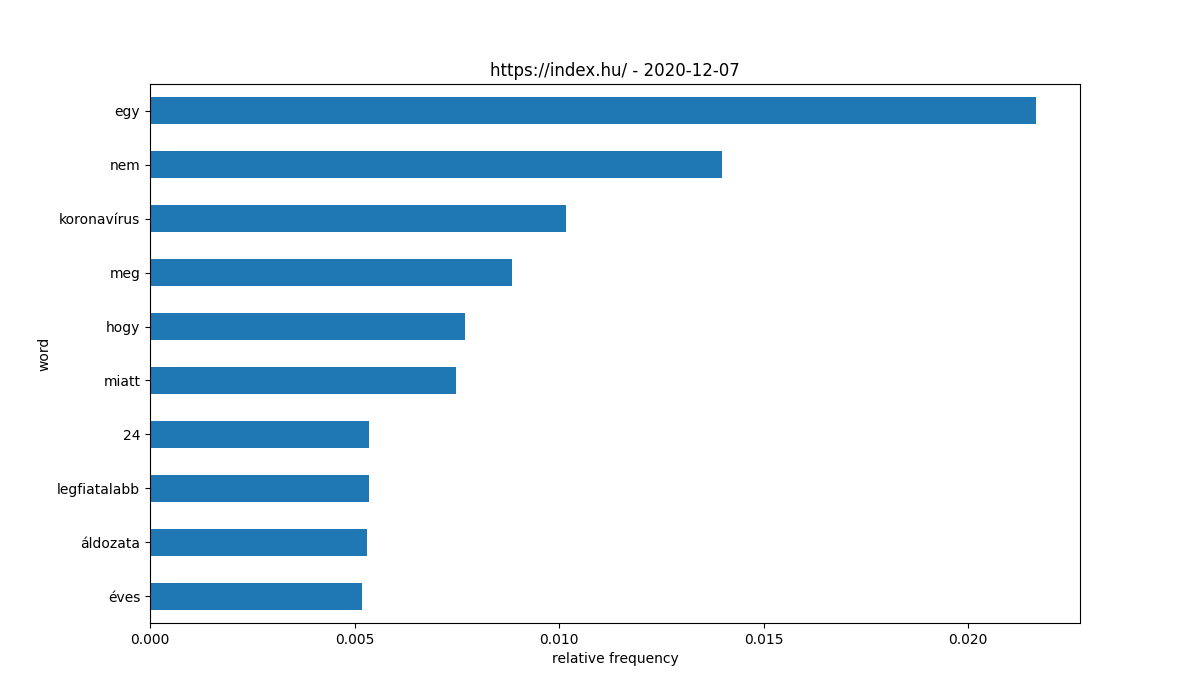 https://index.hu/ - 2020-12-07
word
egy
nem
koronavírus
meg
hogy
miatt
24
legfiatalabb
áldozata
éves
0.000 0.005 0.010 0.015 0.020
relative frequency